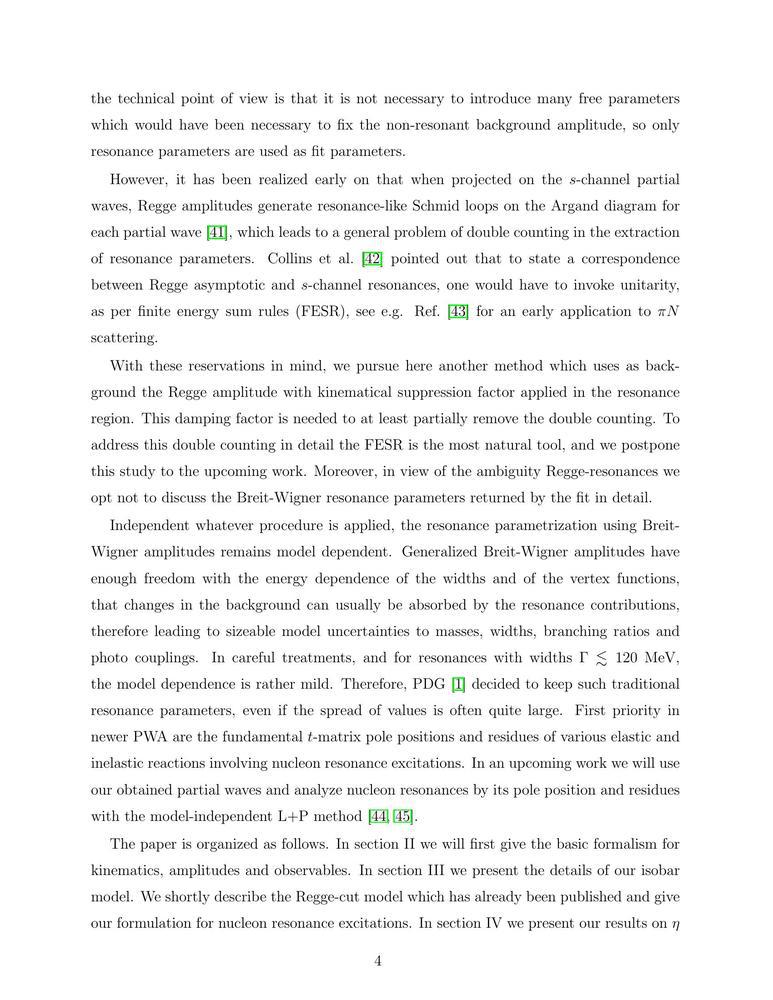 the technical point of view is that it is not necessary to introduce many free parameters
which would have been necessary to fix the non-resonant background amplitude, so only
resonance parameters are used as fit parameters.
However, it has been realized early on that when projected on the s-channel partial
waves, Regge amplitudes generate resonance-like Schmid loops on the Argand diagram for
each partial wave [41], which leads to a general problem of double counting in the extraction
of resonance parameters. Collins et al. [42] pointed out that to state a correspondence
between Regge asymptotic and s-channel resonances, one would have to invoke unitarity,
as per finite energy sum rules (FESR), see e.g. Ref. [43] for an early application to πN
scattering.
With these reservations in mind, we pursue here another method which uses as back-
ground the Regge amplitude with kinematical suppression factor applied in the resonance
region. This damping factor is needed to at least partially remove the double counting. To
address this double counting in detail the FESR is the most natural tool, and we postpone
this study to the upcoming work. Moreover, in view of the ambiguity Regge-resonances we
opt not to discuss the Breit-Wigner resonance parameters returned by the fit in detail.
Independent whatever procedure is applied, the resonance parametrization using Breit-
Wigner amplitudes remains model dependent. Generalized Breit-Wigner amplitudes have
enough freedom with the energy dependence of the widths and of the vertex functions,
that changes in the background can usually be absorbed by the resonance contributions,
therefore leading to sizeable model uncertainties to masses, widths, branching ratios and
photo couplings. In careful treatments, and for resonances with widths Γ ≲ 120 MeV,
the model dependence is rather mild. Therefore, PDG [1] decided to keep such traditional
resonance parameters, even if the spread of values is often quite large. First priority in
newer PWA are the fundamental t-matrix pole positions and residues of various elastic and
inelastic reactions involving nucleon resonance excitations. In an upcoming work we will use
our obtained partial waves and analyze nucleon resonances by its pole position and residues
with the model-independent L+P method [44, 45].
The paper is organized as follows. In section II we will first give the basic formalism for
kinematics, amplitudes and observables. In section III we present the details of our isobar
model. We shortly describe the Regge-cut model which has already been published and give
our formulation for nucleon resonance excitations. In section IV we present our results on η
4